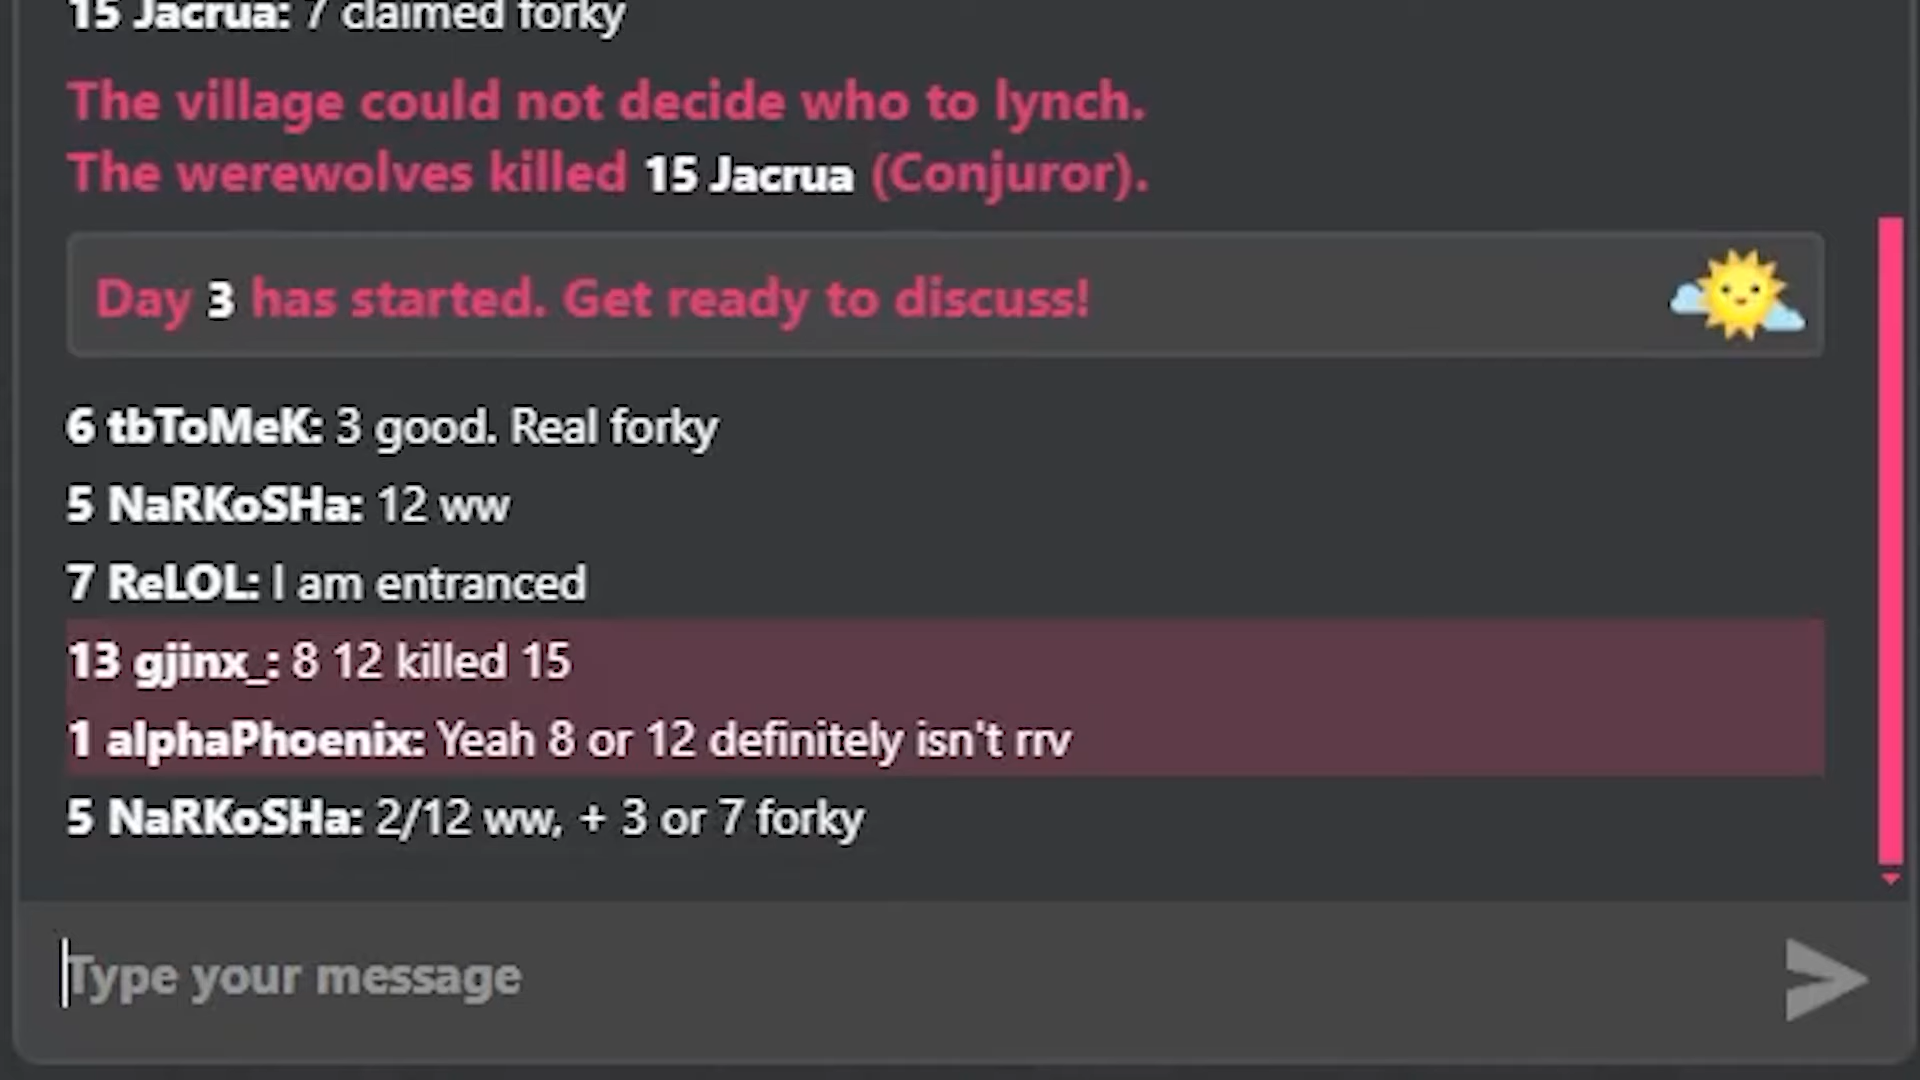 15 Jacrua: 7 claimed forky
The village could not decide who to lynch.
The werewolves killed 15 Jacrua (Conjuror).
Day 3 has started. Get ready to discuss!
6 tbToMeK: 3 good. Real forky
5 NaRKoSHa: 12 ww
7 ReLOL: I am entranced
13 gjinx_: 8 12 killed 15
1 alphaPhoenix: Yeah 8 or 12 definitely isn't rrv
5 NaRKoSHa: 2/12 ww, + 3 or 7 forky
Type your message